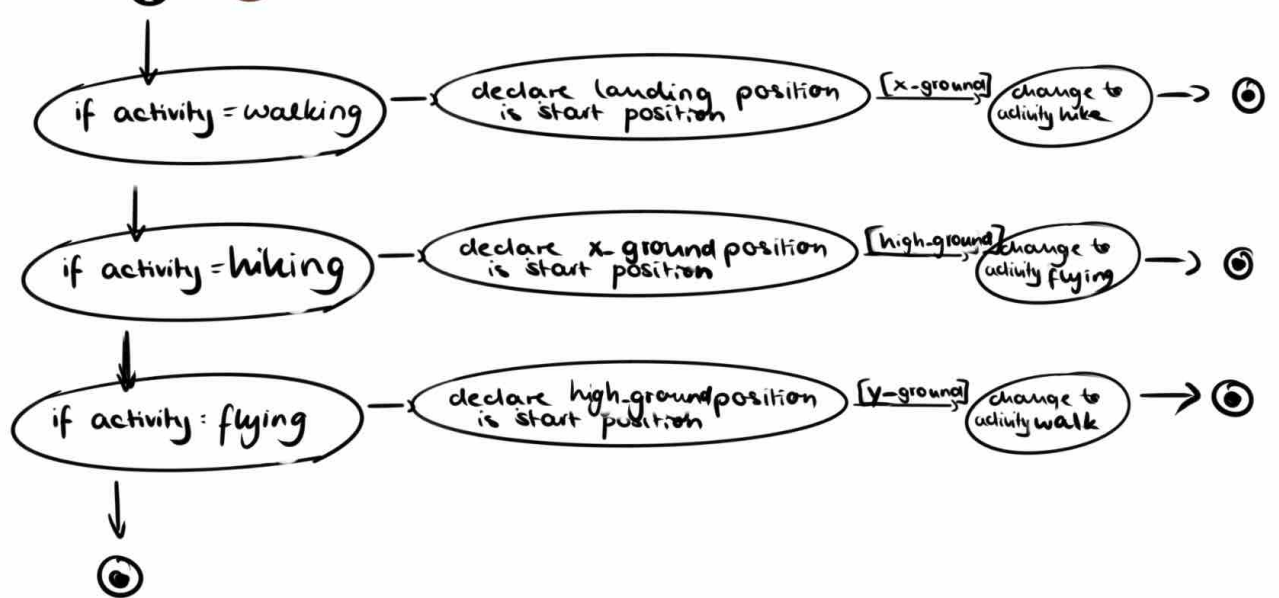 if activity = walking
declare landing position
is start position
[x-ground]
change to
activity hike
if activity = hiking
declare x-ground position
is start position
[high-ground]
change to
activity flying
if activity = flying
declare high-ground position
is start position
[y-ground]
change to
activity walk